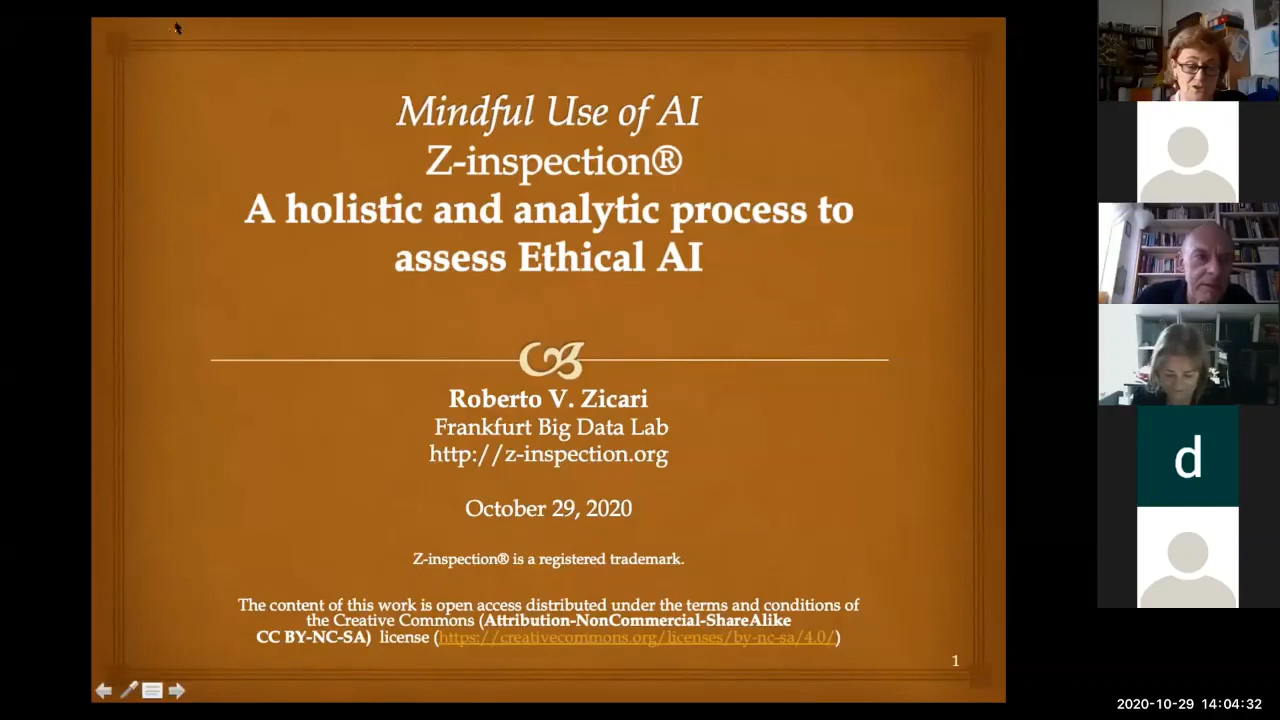 Mindful Use of AI
Z-inspection®
A holistic and analytic process to
assess Ethical AI
Roberto V. Zicari
Frankfurt Big Data Lab
http://z-inspection.org
October 29, 2020
Z-inspection® is a registered trademark.
The content of this work is open access distributed under the terms and conditions of
the Creative Commons (Attribution-NonCommercial-ShareAlike
CC BY-NC-SA) license (https://creativecommons.org/licenses/by-nc-sa/4.0/)
1
d
2020-10-29 14:04:32